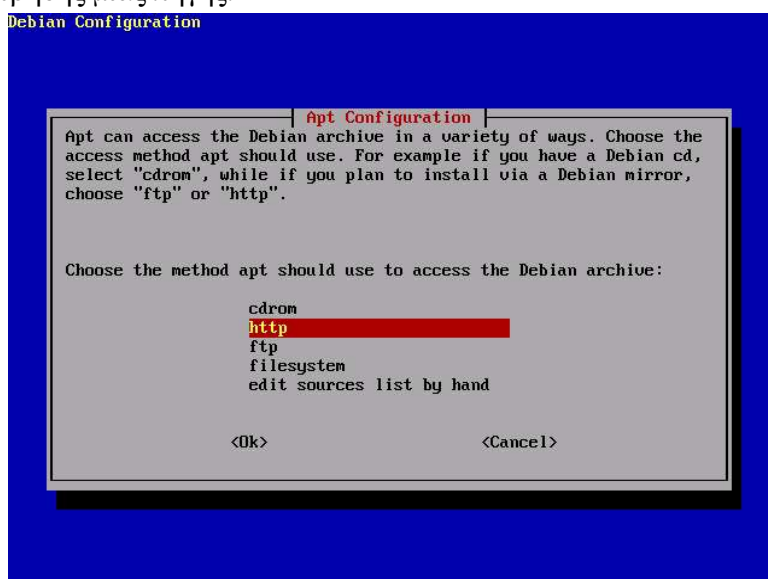 Debian Configuration
Apt Configuration
Apt can access the Debian archive in a variety of ways. Choose the
access method apt should use. For example if you have a Debian cd,
select "cdrom", while if you plan to install via a Debian mirror,
choose "ftp" or "http".
Choose the method apt should use to access the Debian archive:
cdrom
http
ftp
filesystem
edit sources list by hand
<Ok> <Cancel>